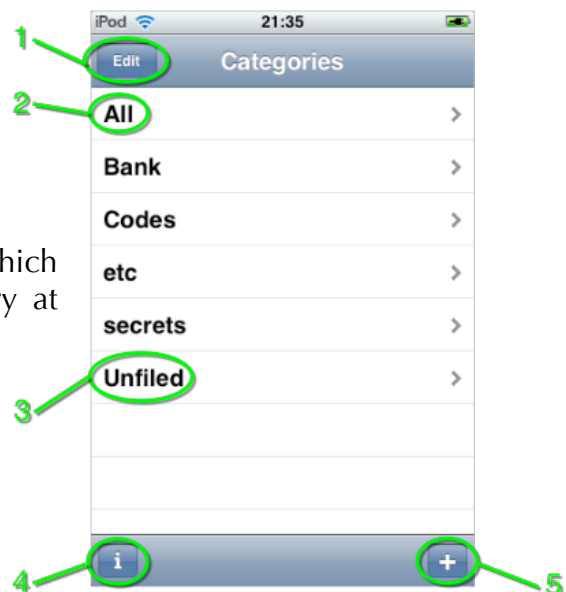 iPod 21:35
1
Edit Categories
2
All
Bank
Codes
hich
etc
y at
secrets
Unfiled
3
i +
4 5